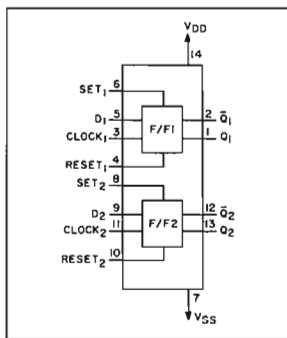 VDD
14
6
SET1
D1 5 2 Q̄1
F/F1
CLOCK1 3 1 Q1
RESET1 4
SET2 8
D2 9 12 Q̄2
F/F2
CLOCK2 11 13 Q2
RESET2 10
7
VSS